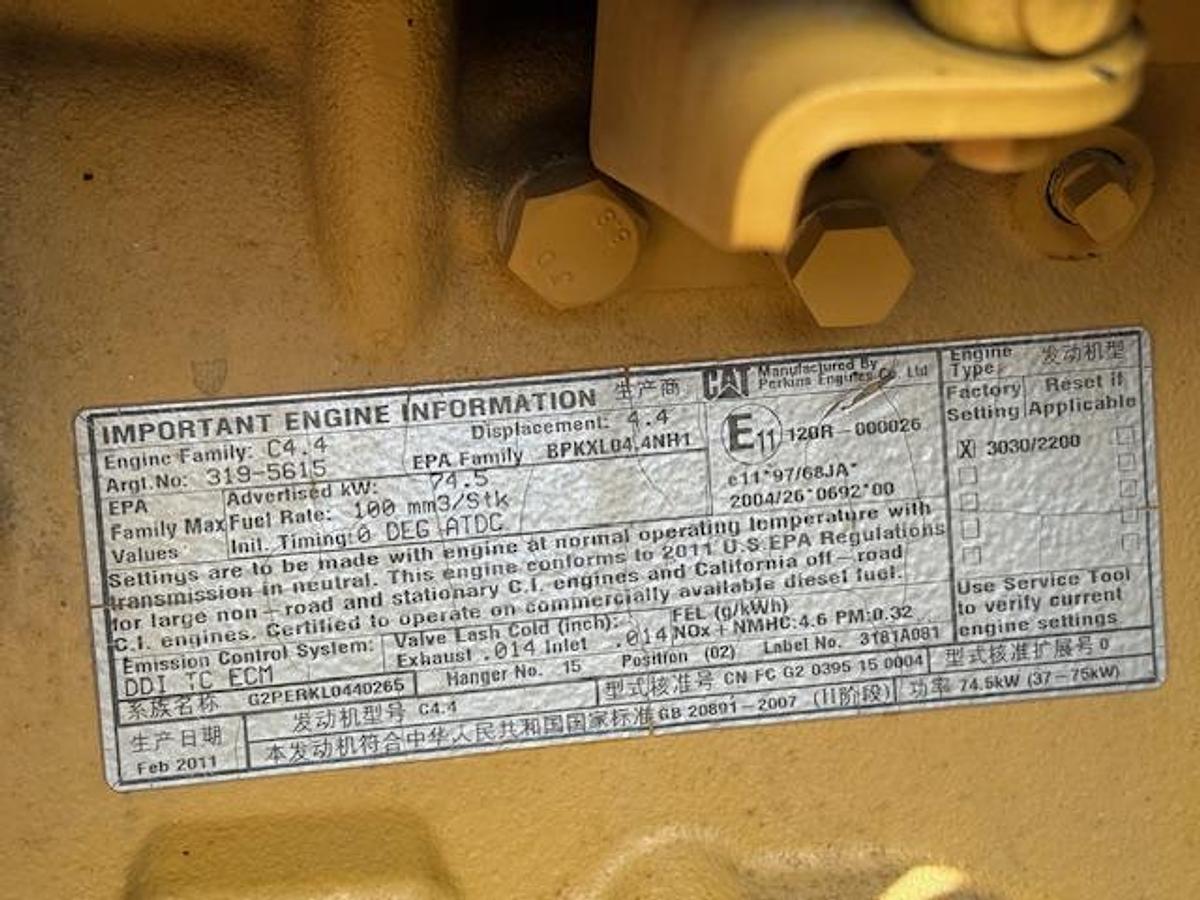 IMPORTANT ENGINE INFORMATION 生产商 CAT Manufactured By Perkins Engines Co. Ltd
Engine Family: C4.4 Displacement: 4.4
Argt.No: 319-5615 EPA Family BPKXL04.4NH1
EPA Family Max Values
Advertised kW: 74.5
Fuel Rate: 100 mm3/Stk
Init. Timing: 0 DEG ATDC
E11 120R-000026
e11*97/68JA*
2004/26*0692*00
Settings are to be made with engine at normal operating temperature with
transmission in neutral. This engine conforms to 2011 U.S.EPA Regulations
for large non-road and stationary C.I. engines and California off-road
C.I. engines. Certified to operate on commercially available diesel fuel.
Emission Control System:
DDI TC ECM
Valve Lash Cold (inch):
Exhaust .014 Inlet .014
FEL (g/kWh)
NOx+NMHC:4.6 PM:0.32
Hanger No. 15 Position (02) Label No. 3181A081
Engine Type 发动机型
Factory Setting Reset if Applicable
X 3030/2200
Use Service Tool
to verify current
engine settings
系族名称 G2PERKL0440265 型式核准号 CN FC G2 0395 15 0004 型式核准扩展号 0
生产日期
Feb 2011
发动机型号 C4.4
本发动机符合中华人民共和国国家标准GB 20891-2007 (II阶段) 功率 74.5kW (37-75kW)